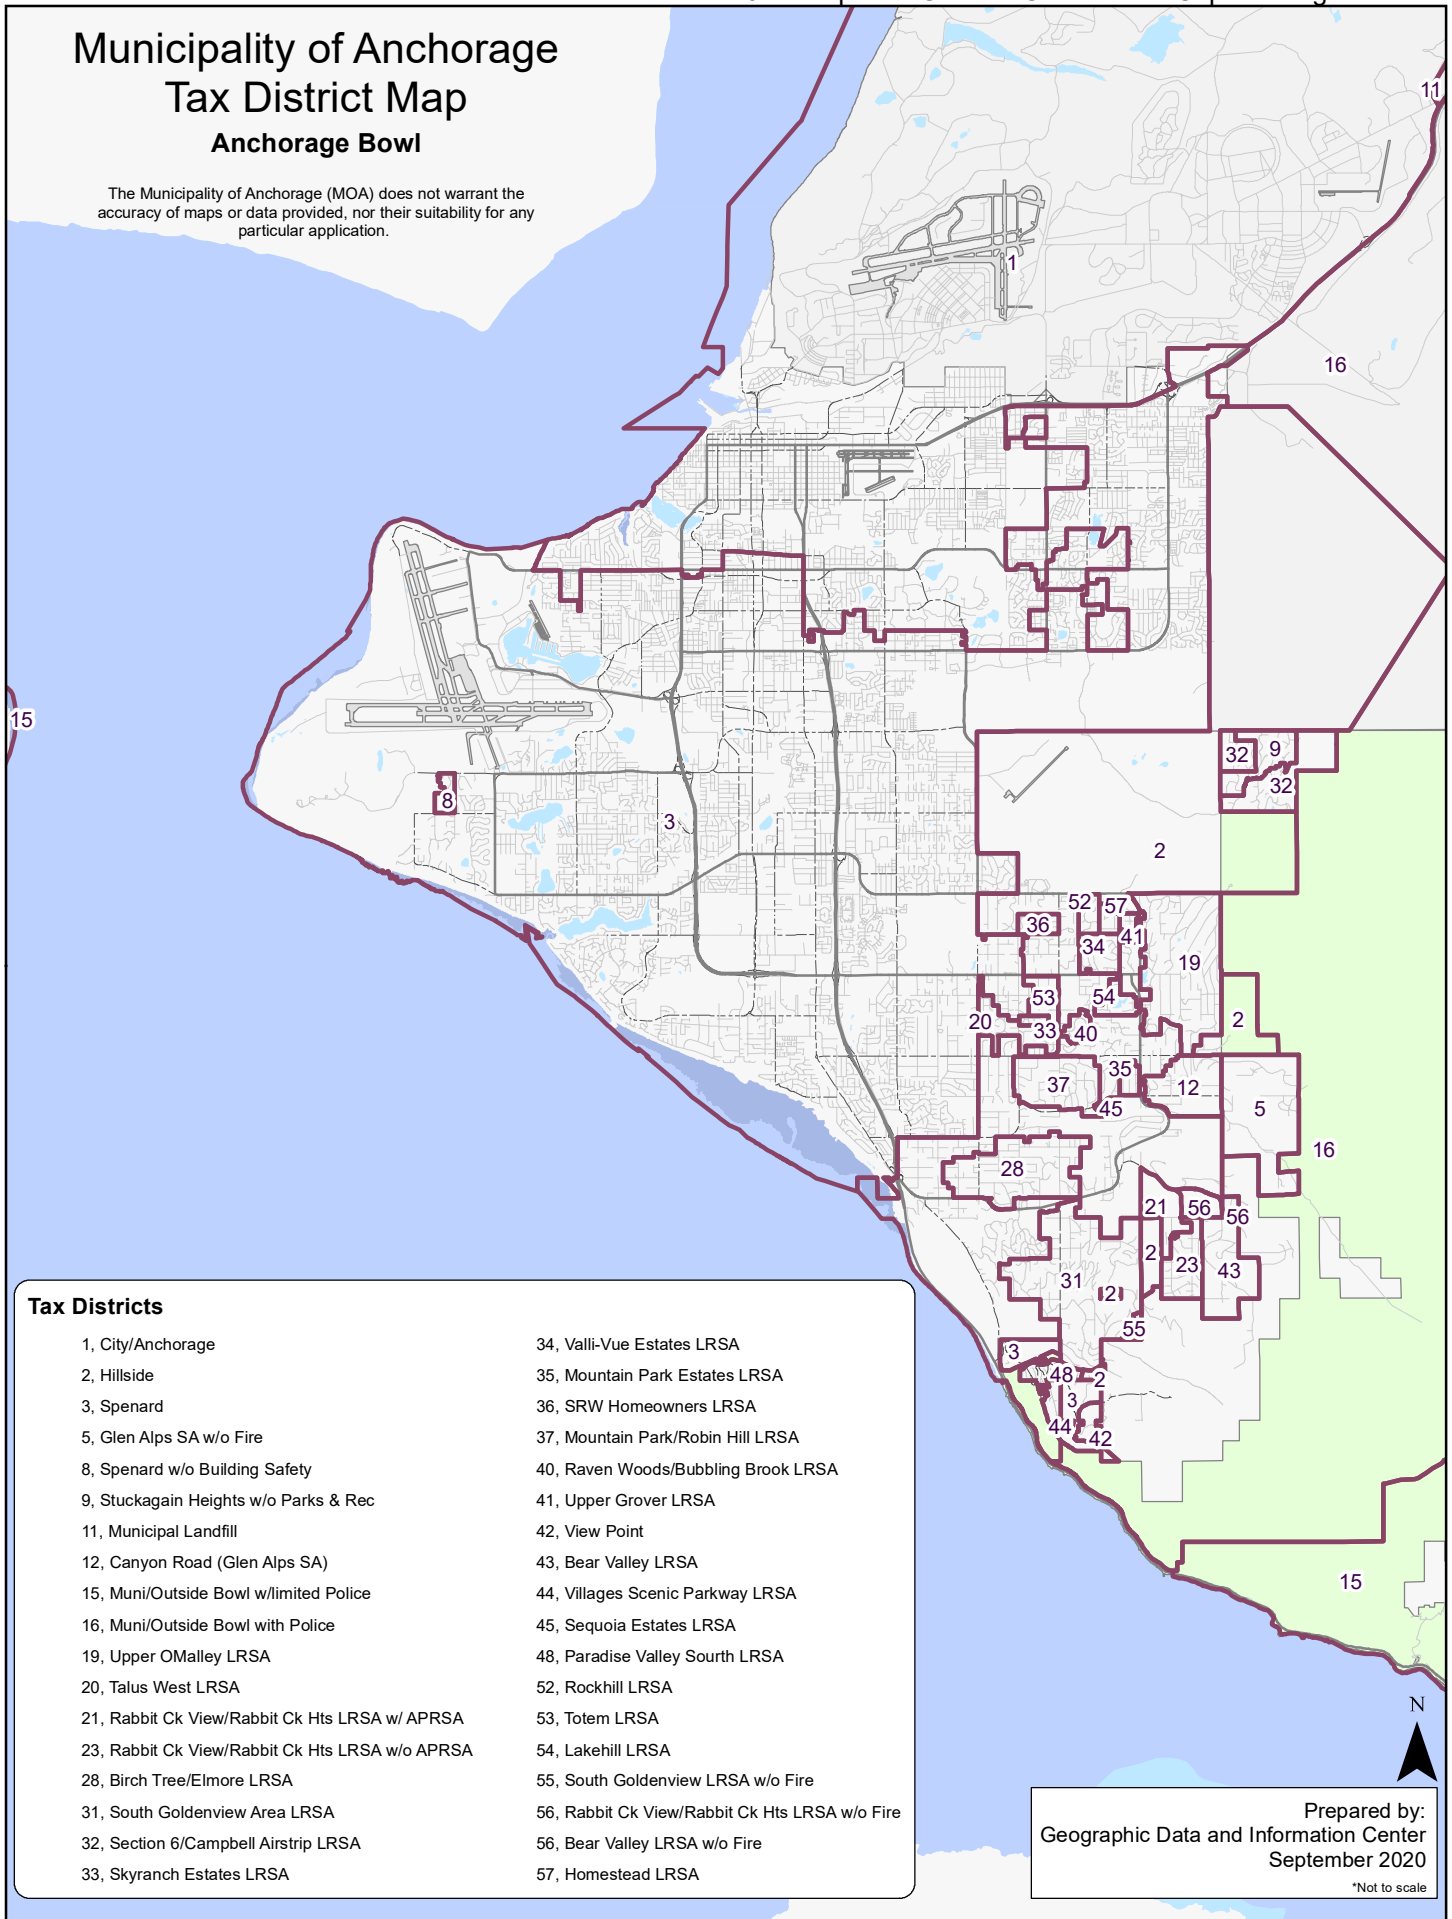 Municipality of Anchorage
Tax District Map
Anchorage Bowl
The Municipality of Anchorage (MOA) does not warrant the
accuracy of maps or data provided, nor their suitability for any
particular application.
11
1
16
15
32
9
32
8
3
2
52
57
36
41
34
19
53
54
20
2
33
40
35
37
12
45
5
16
28
21
56
56
2
23
43
31
2
55
3
48
2
3
44
42
15
Tax Districts
1, City/Anchorage
2, Hillside
3, Spenard
5, Glen Alps SA w/o Fire
8, Spenard w/o Building Safety
9, Stuckagain Heights w/o Parks & Rec
11, Municipal Landfill
12, Canyon Road (Glen Alps SA)
15, Muni/Outside Bowl w/limited Police
16, Muni/Outside Bowl with Police
19, Upper OMalley LRSA
20, Talus West LRSA
21, Rabbit Ck View/Rabbit Ck Hts LRSA w/ APRSA
23, Rabbit Ck View/Rabbit Ck Hts LRSA w/o APRSA
28, Birch Tree/Elmore LRSA
31, South Goldenview Area LRSA
32, Section 6/Campbell Airstrip LRSA
33, Skyranch Estates LRSA
34, Valli-Vue Estates LRSA
35, Mountain Park Estates LRSA
36, SRW Homeowners LRSA
37, Mountain Park/Robin Hill LRSA
40, Raven Woods/Bubbling Brook LRSA
41, Upper Grover LRSA
42, View Point
43, Bear Valley LRSA
44, Villages Scenic Parkway LRSA
45, Sequoia Estates LRSA
48, Paradise Valley Sourth LRSA
52, Rockhill LRSA
53, Totem LRSA
54, Lakehill LRSA
55, South Goldenview LRSA w/o Fire
56, Rabbit Ck View/Rabbit Ck Hts LRSA w/o Fire
56, Bear Valley LRSA w/o Fire
57, Homestead LRSA
N
Prepared by:
Geographic Data and Information Center
September 2020
*Not to scale